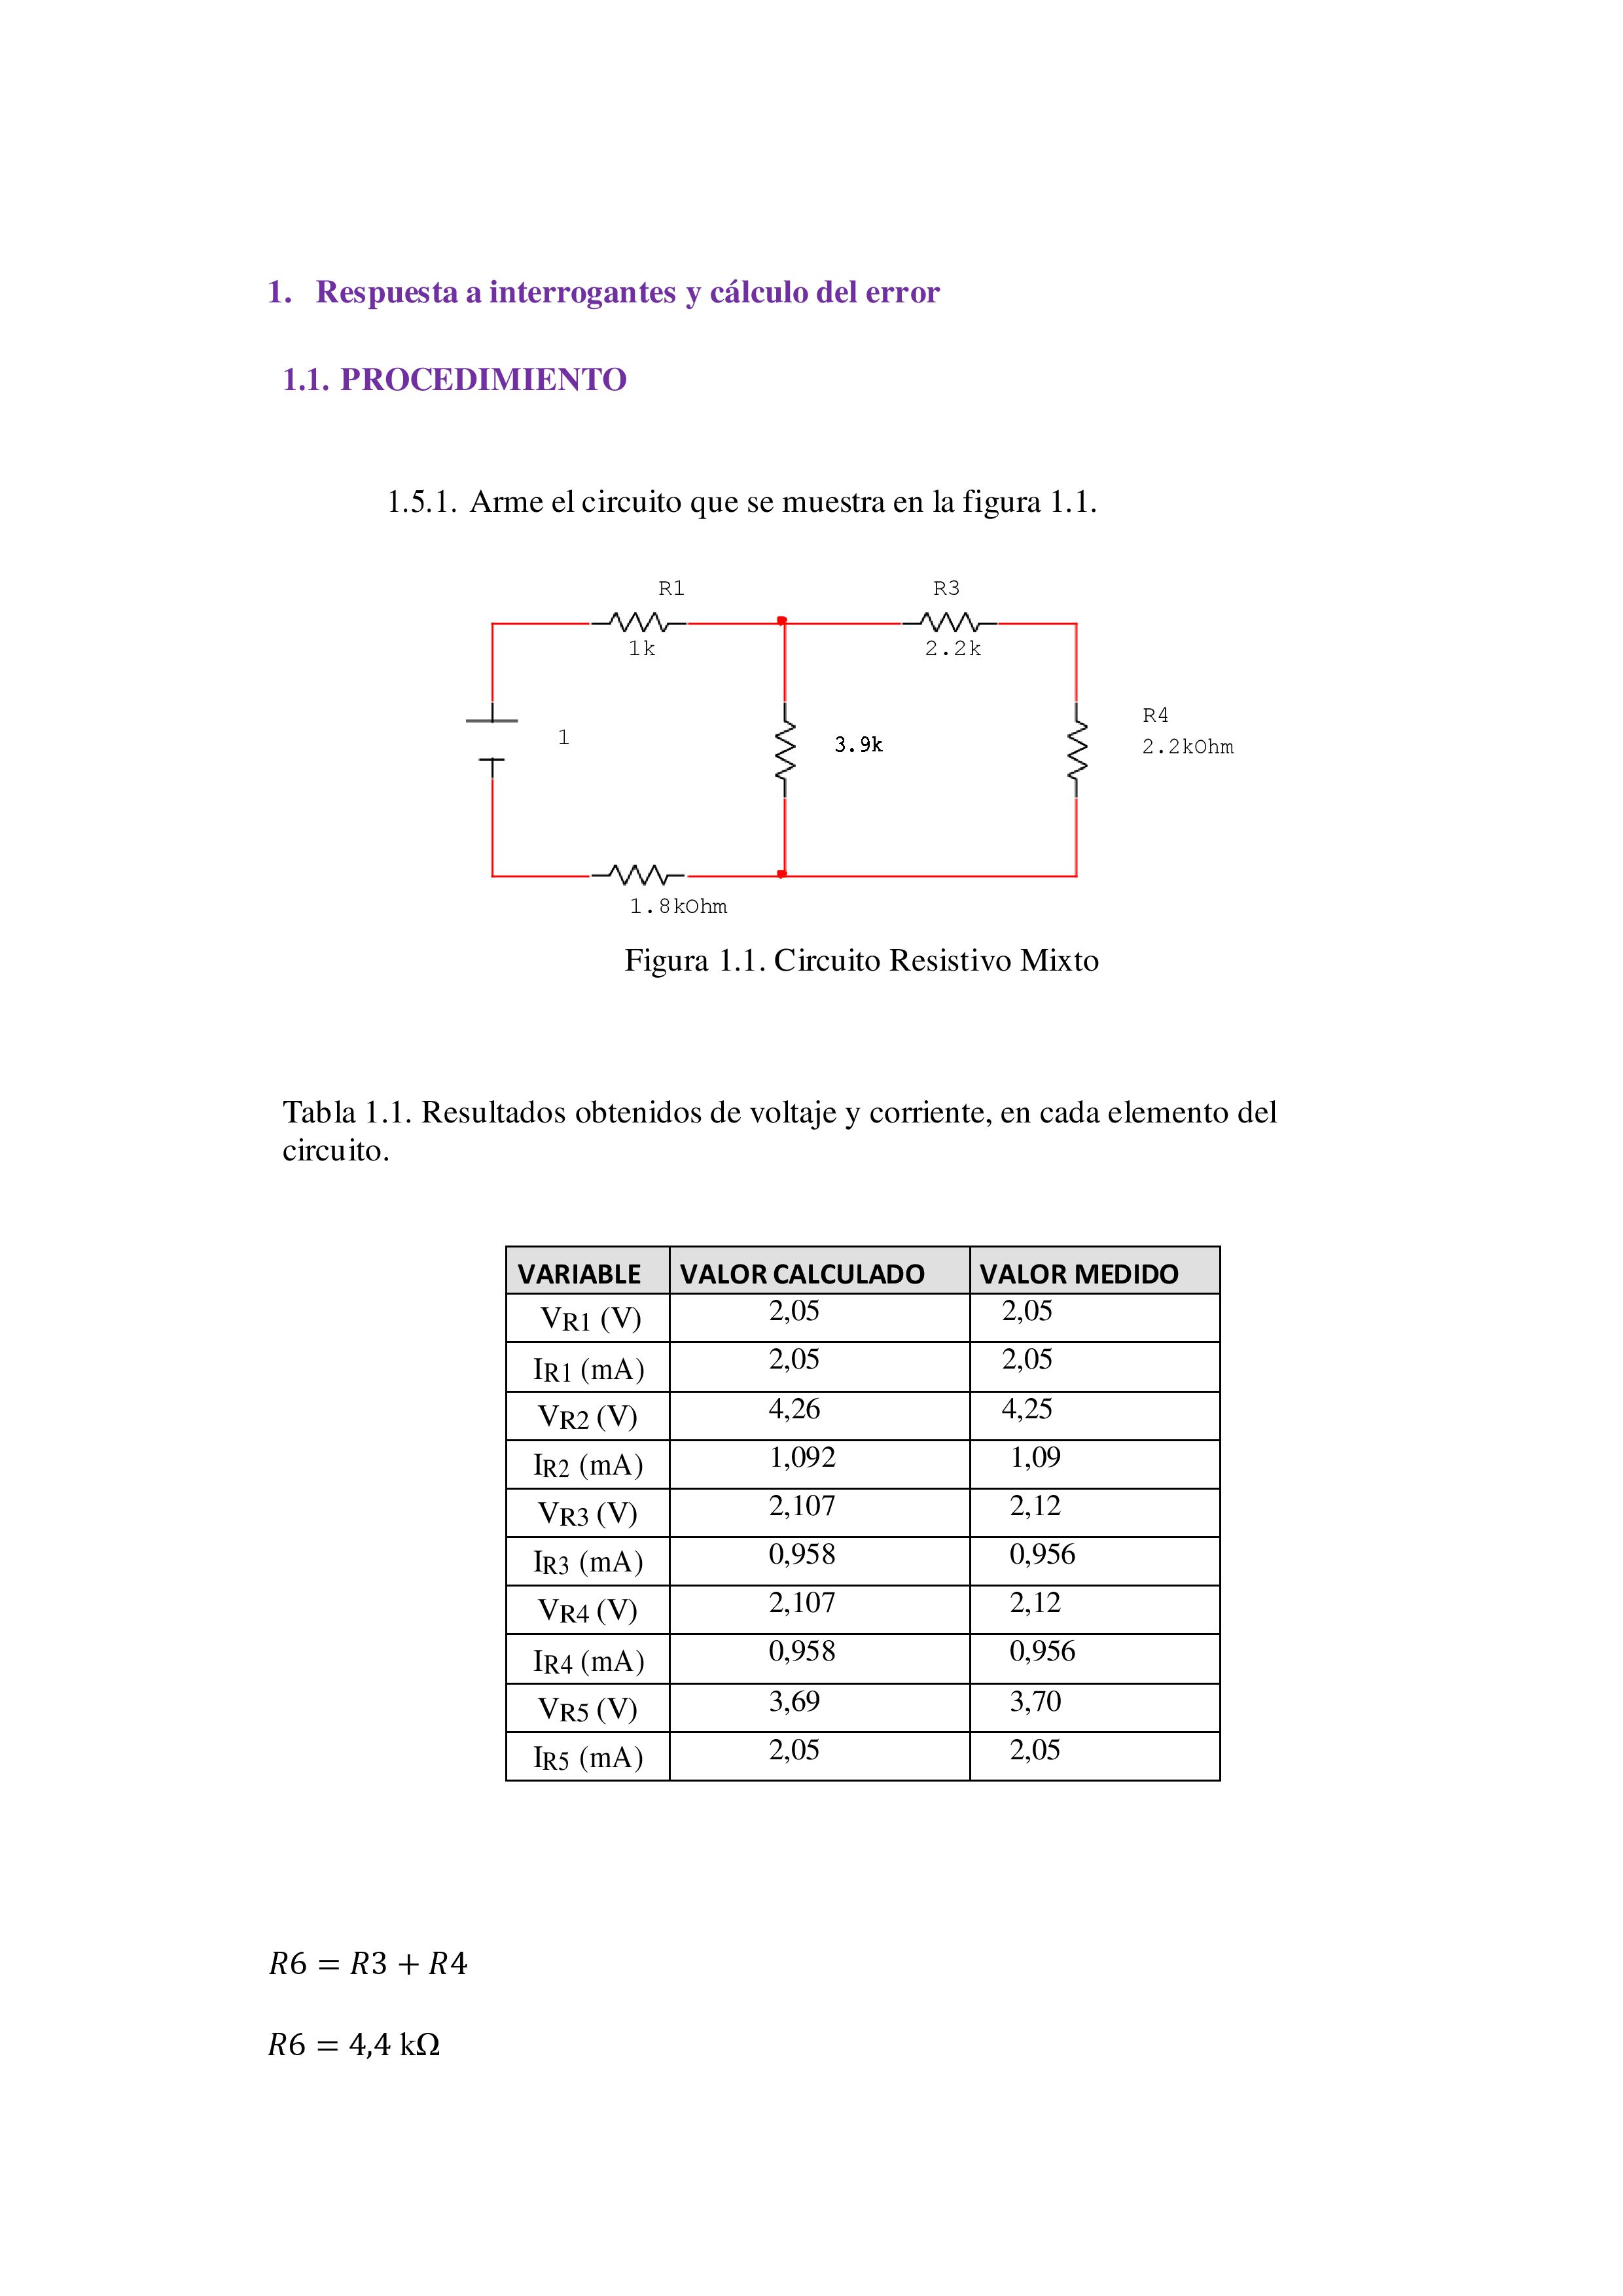 1. Respuesta a interrogantes y cálculo del error
1.1. PROCEDIMIENTO
1.5.1. Arme el circuito que se muestra en la figura 1.1.
R1
1k
R3
2.2k
1
3.9k
R4
2.2kOhm
1.8kOhm
Figura 1.1. Circuito Resistivo Mixto
Tabla 1.1. Resultados obtenidos de voltaje y corriente, en cada elemento del
circuito.
VARIABLE VALOR CALCULADO VALOR MEDIDO
VR1 (V) 2,05 2,05
IR1 (mA) 2,05 2,05
VR2 (V) 4,26 4,25
IR2 (mA) 1,092 1,09
VR3 (V) 2,107 2,12
IR3 (mA) 0,958 0,956
VR4 (V) 2,107 2,12
IR4 (mA) 0,958 0,956
VR5 (V) 3,69 3,70
IR5 (mA) 2,05 2,05
R6 = R3 + R4
R6 = 4,4 kΩ